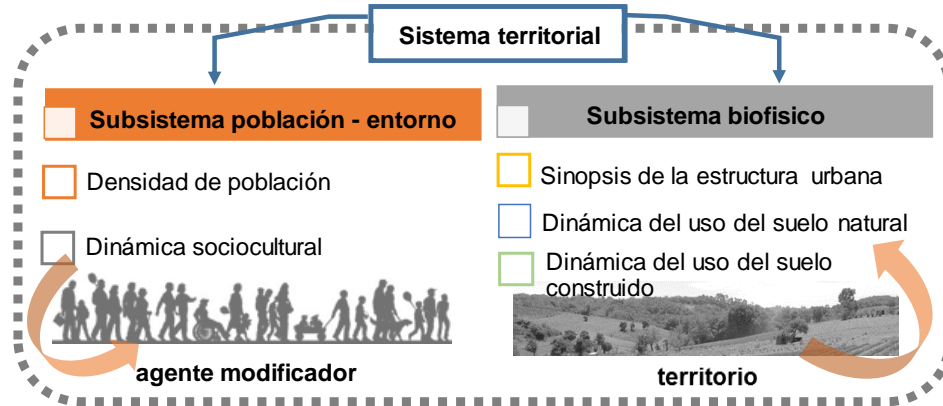 Sistema territorial
Subsistema población - entorno
Densidad de población
Dinámica sociocultural
agente modificador
Subsistema biofisico
Sinopsis de la estructura urbana
Dinámica del uso del suelo natural
Dinámica del uso del suelo
construido
territorio